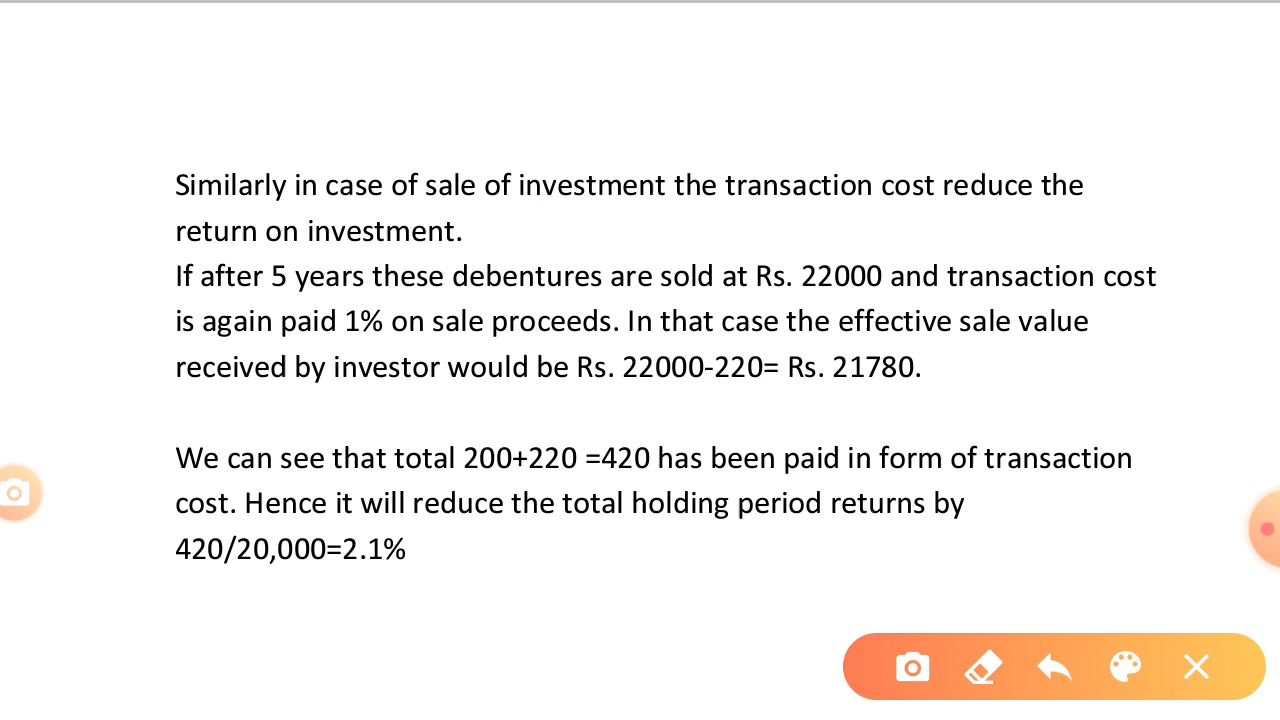 Similarly in case of sale of investment the transaction cost reduce the
return on investment.
If after 5 years these debentures are sold at Rs. 22000 and transaction cost
is again paid 1% on sale proceeds. In that case the effective sale value
received by investor would be Rs. 22000-220= Rs. 21780.
We can see that total 200+220 =420 has been paid in form of transaction
cost. Hence it will reduce the total holding period returns by
420/20,000=2.1%